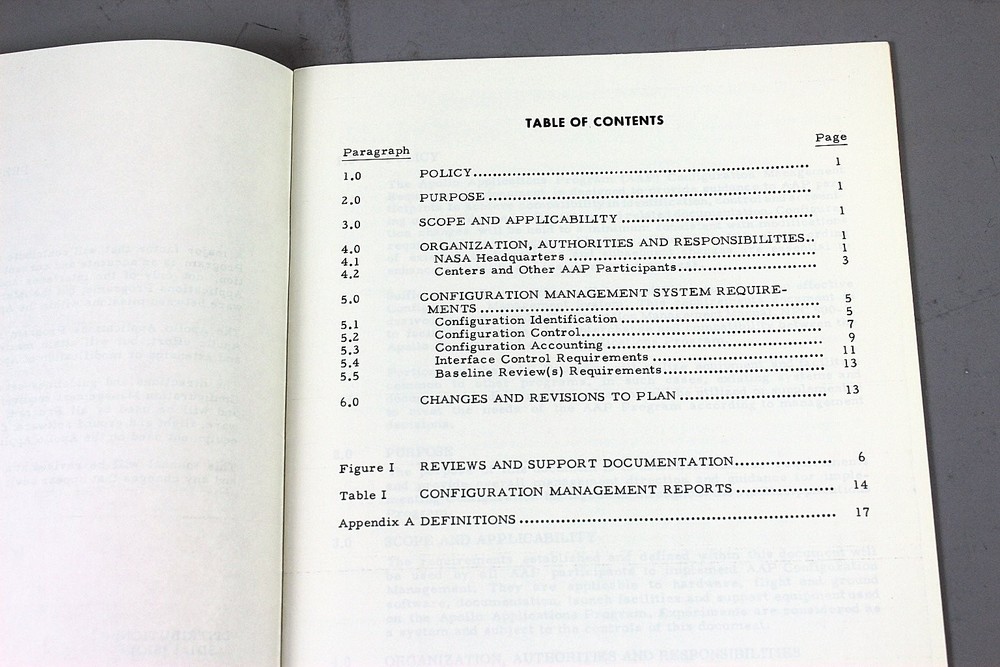 TABLE OF CONTENTS
Paragraph Page
1.0 POLICY 1
2.0 PURPOSE 1
3.0 SCOPE AND APPLICABILITY 1
4.0 ORGANIZATION, AUTHORITIES AND RESPONSIBILITIES.. 1
4.1 NASA Headquarters 1
4.2 Centers and Other AAP Participants 3
5.0 CONFIGURATION MANAGEMENT SYSTEM REQUIRE-
MENTS 5
5.1 Configuration Identification 5
5.2 Configuration Control 7
5.3 Configuration Accounting 9
5.4 Interface Control Requirements 11
5.5 Baseline Review(s) Requirements 13
6.0 CHANGES AND REVISIONS TO PLAN 13
Figure I REVIEWS AND SUPPORT DOCUMENTATION 6
Table I CONFIGURATION MANAGEMENT REPORTS 14
Appendix A DEFINITIONS 17